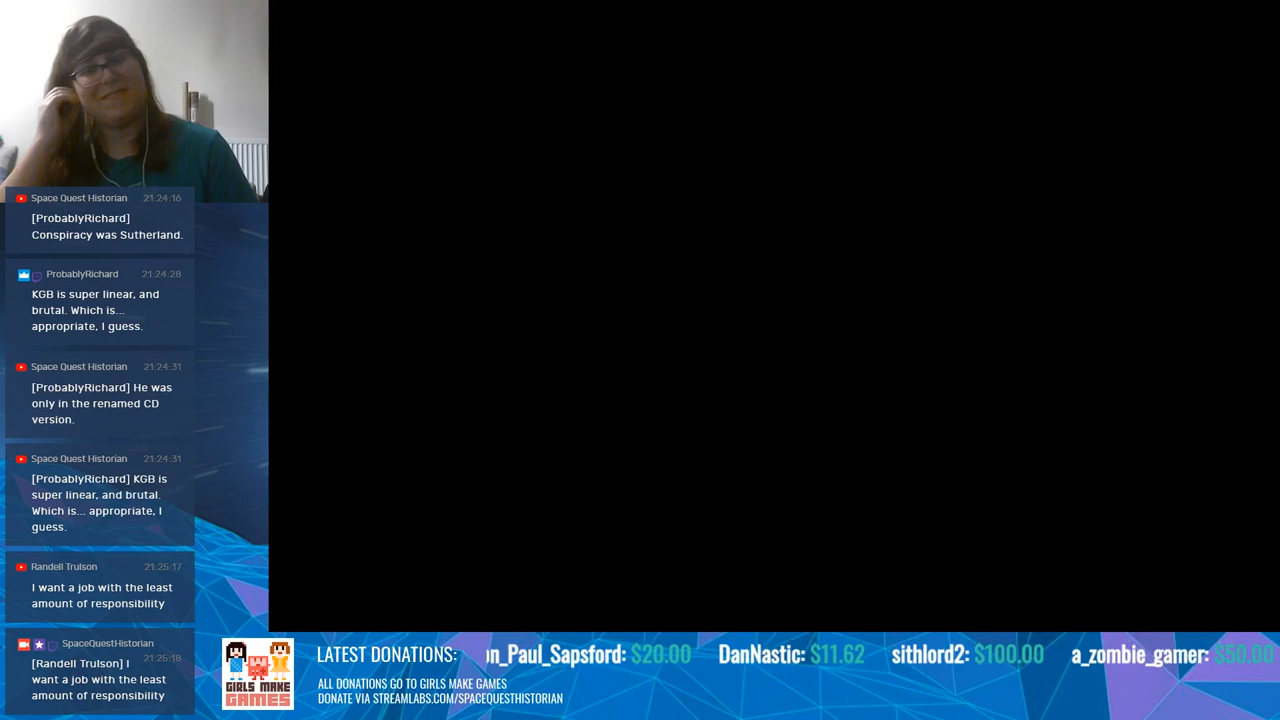 Space Quest Historian 21:24:16
[ProbablyRichard]
Conspiracy was Sutherland.
ProbablyRichard 21:24:28
KGB is super linear, and
brutal. Which is...
appropriate, I guess.
Space Quest Historian 21:24:31
[ProbablyRichard] He was
only in the renamed CD
version.
Space Quest Historian 21:24:31
[ProbablyRichard] KGB is
super linear, and brutal.
Which is... appropriate, I
guess.
Randell Trulson 21:25:17
I want a job with the least
amount of responsibility
SpaceQuestHistorian
21:25:18
[Randell Trulson] I
want a job with the least
amount of responsibility
GIRLS MAKE
GAMES
LATEST DONATIONS: n_Paul_Sapsford: $20.00 DanNastic: $11.62 sithlord2: $100.00 a_zombie_gamer: $50.00
ALL DONATIONS GO TO GIRLS MAKE GAMES
DONATE VIA STREAMLABS.COM/SPACEQUESTHISTORIAN